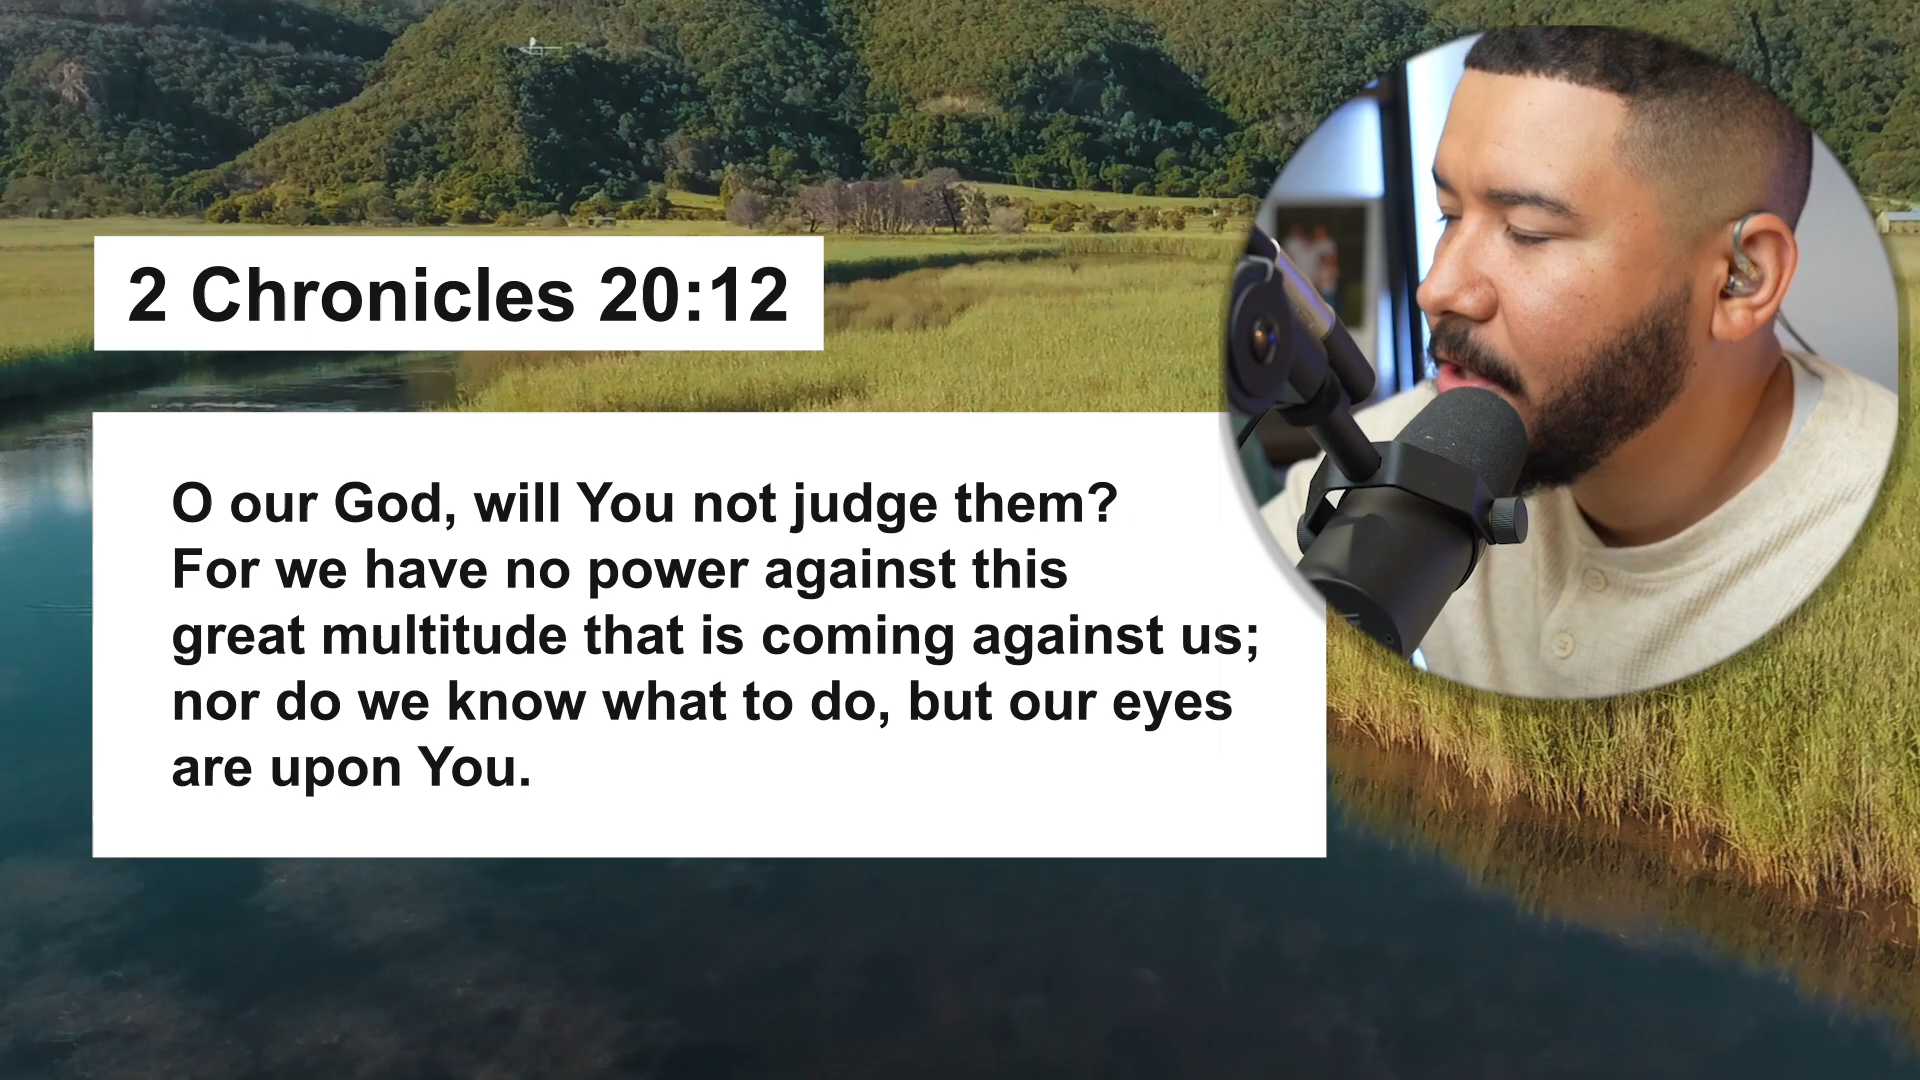 2 Chronicles 20:12
O our God, will You not judge them?
For we have no power against this
great multitude that is coming against us;
nor do we know what to do, but our eyes
are upon You.